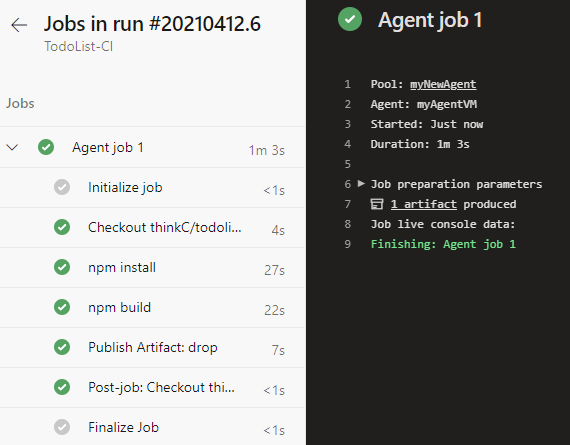 Jobs in run #20210412.6
TodoList-CI
Jobs
Agent job 1 1m 3s
Initialize job <1s
Checkout thinkC/todoli... 4s
npm install 27s
npm build 22s
Publish Artifact: drop 7s
Post-job: Checkout thi... <1s
Finalize Job <1s
Agent job 1
1 Pool: myNewAgent
2 Agent: myAgentVM
3 Started: Just now
4 Duration: 1m 3s
5
6 Job preparation parameters
7 1 artifact produced
8 Job live console data:
9 Finishing: Agent job 1